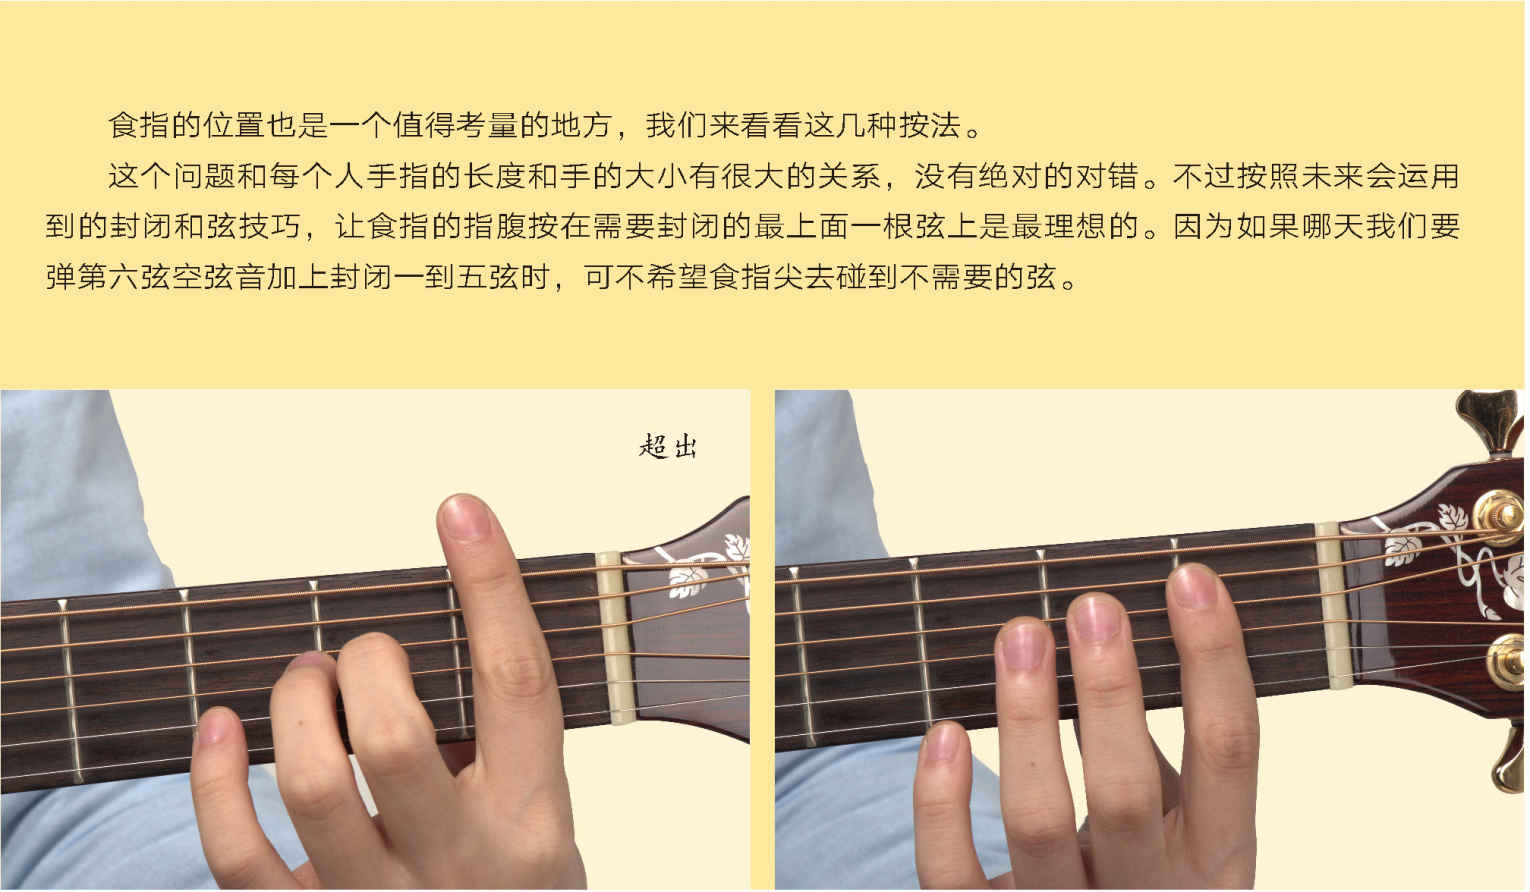 食指的位置也是一个值得考量的地方，我们来看看这几种按法。
这个问题和每个人手指的长度和手的大小有很大的关系，没有绝对的对错。不过按照未来会运用
到的封闭和弦技巧，让食指的指腹按在需要封闭的最上面一根弦上是最理想的。因为如果哪天我们要
弹第六弦空弦音加上封闭一到五弦时，可不希望食指尖去碰到不需要的弦。
超出